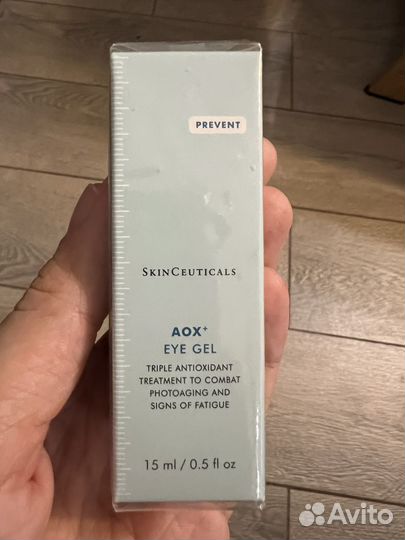 PREVENT
SKINCEUTICALS
AOX+
EYE GEL
TRIPLE ANTIOXIDANT
TREATMENT TO COMBAT
PHOTOAGING AND
SIGNS OF FATIGUE
15 ml / 0.5 fl oz
Avito